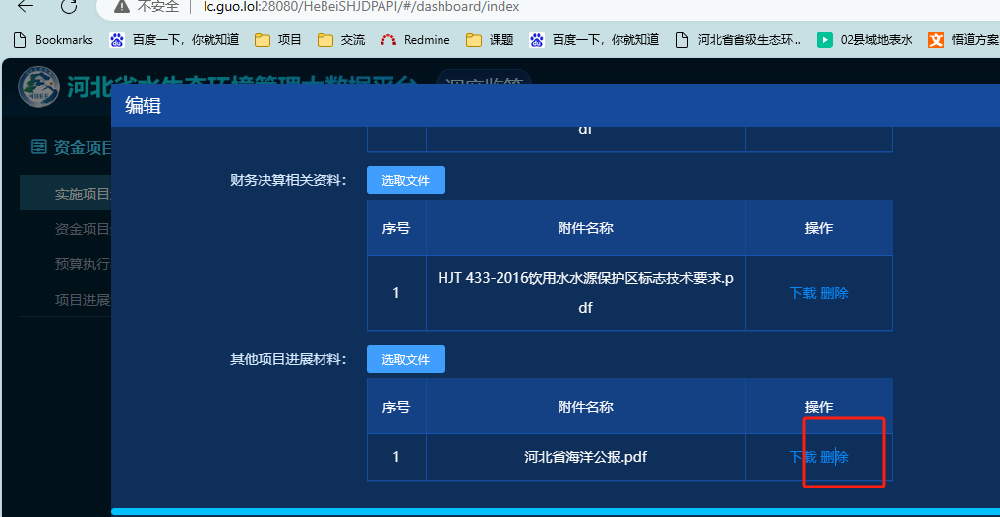 不安全 lc.guo.lol:28080/HeBeiSHJDPAPI/#/dashboard/index
Bookmarks 百度一下，你就知道 项目 交流 Redmine 课题 百度一下，你就知道 河北省省级生态环... 02县域地表水 悟道方案
河北省水生态环境管理大数据平台
编辑
资金项目
df
财务决算相关资料： 选取文件
实施项目
序号 附件名称 操作
资金项目
预算执行
HJT 433-2016饮用水水源保护区标志技术要求.p
1 下载 删除
项目进展
df
其他项目进展材料： 选取文件
序号 附件名称 操作
1 河北省海洋公报.pdf 下载 删除